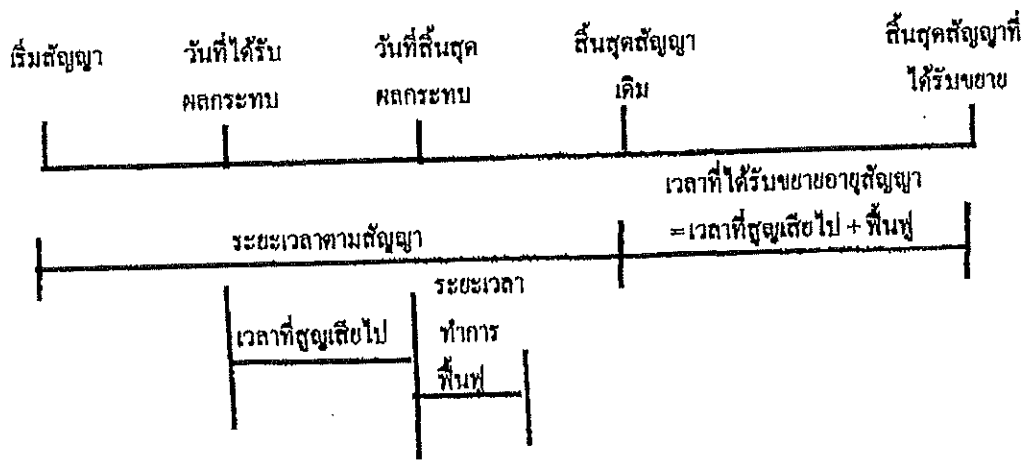 เริ่มสัญญา
วันที่ได้รับ
ผลกระทบ
วันที่สิ้นสุด
ผลกระทบ
สิ้นสุดสัญญา
เดิม
สิ้นสุดสัญญาที่
ได้รับขยาย
เวลาที่ได้รับขยายอายุสัญญา
=เวลาที่สูญเสียไป + ฟื้นฟู
ระยะเวลาตามสัญญา
เวลาที่สูญเสียไป
ระยะเวลา
ทำการ
ฟื้นฟู